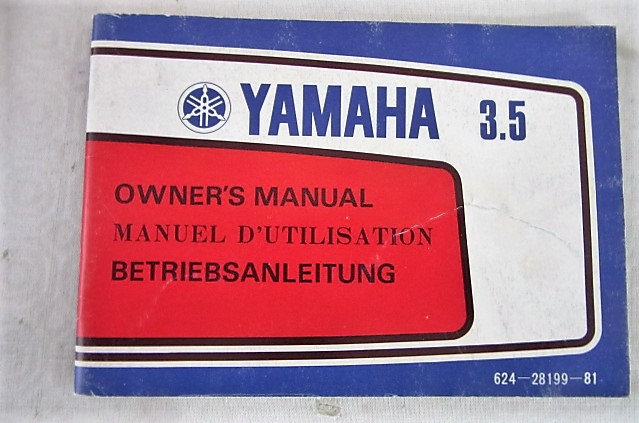 YAMAHA 3.5
OWNER'S MANUAL
MANUEL D'UTILISATION
BETRIEBSANLEITUNG
624-28199-81